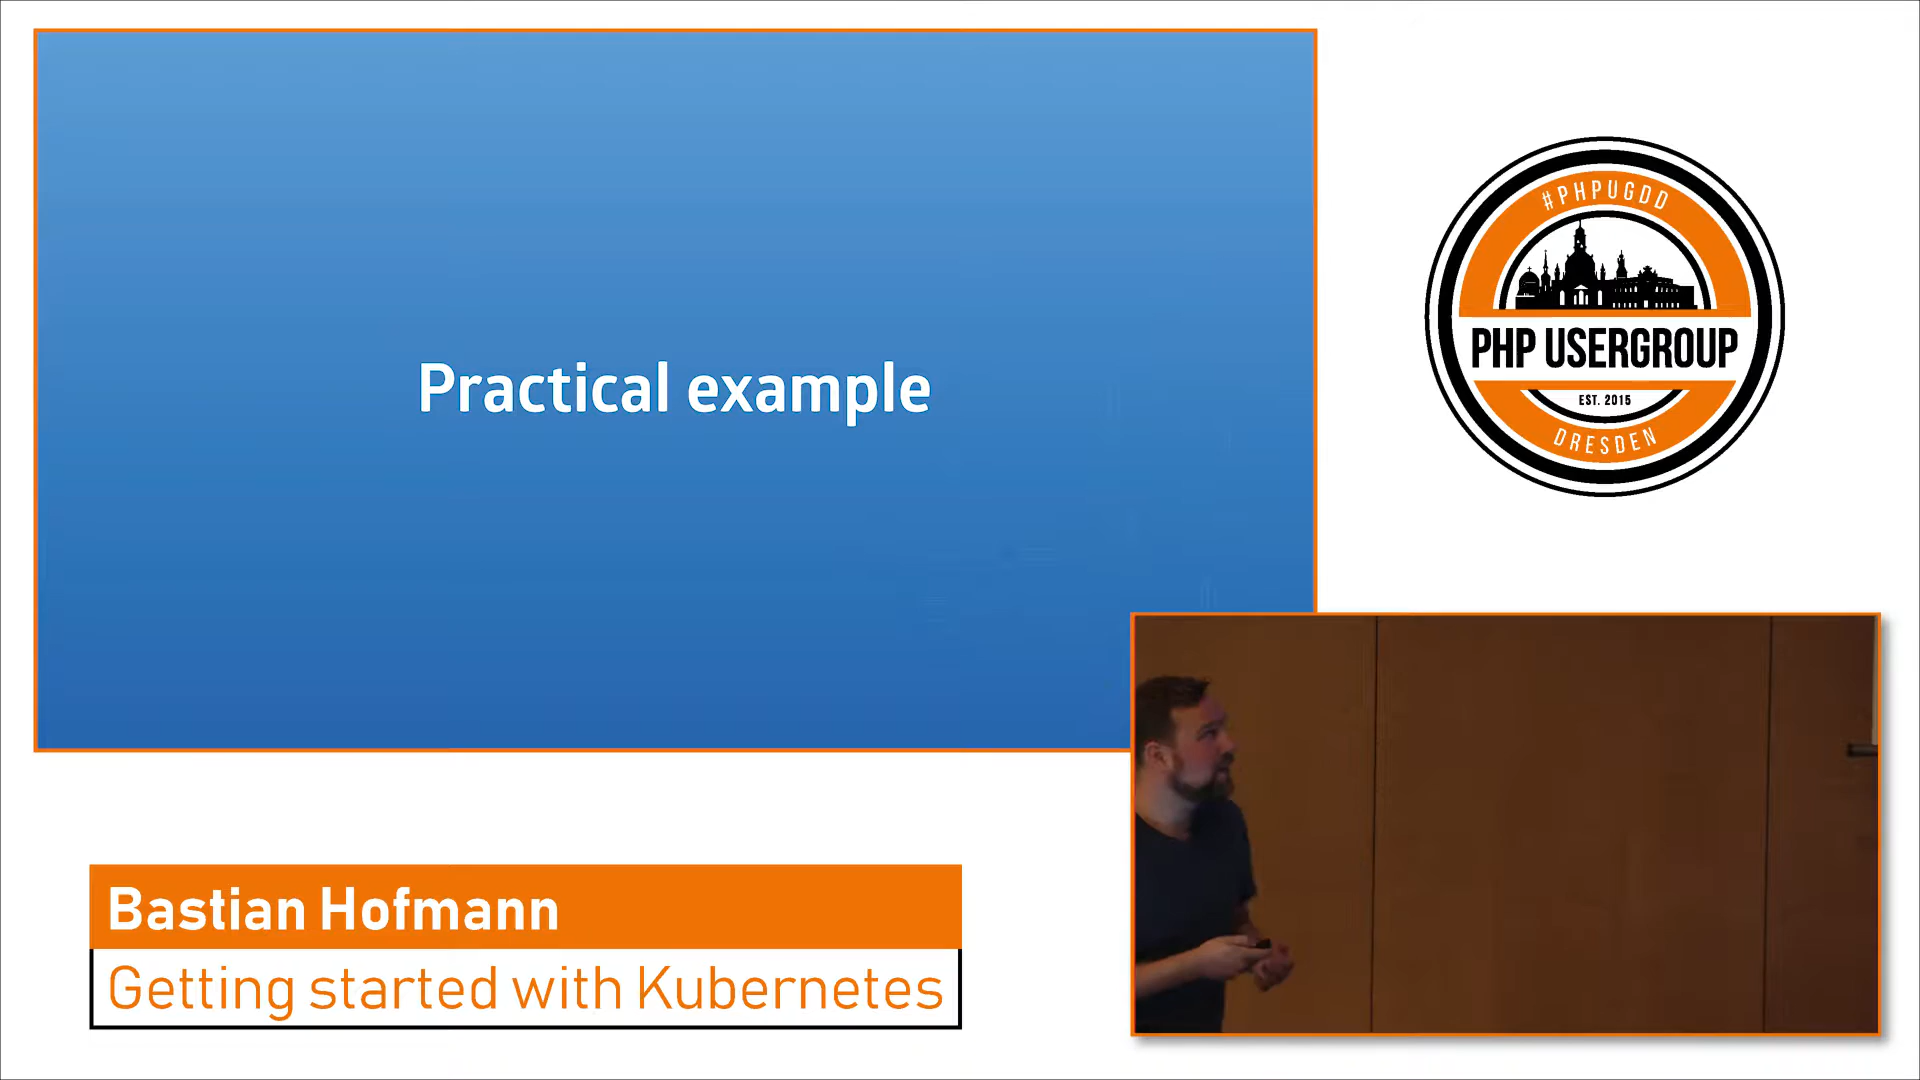 Practical example
#PHPUGDD
PHP USERGROUP
EST. 2015
DRESDEN
Bastian Hofmann
Getting started with Kubernetes